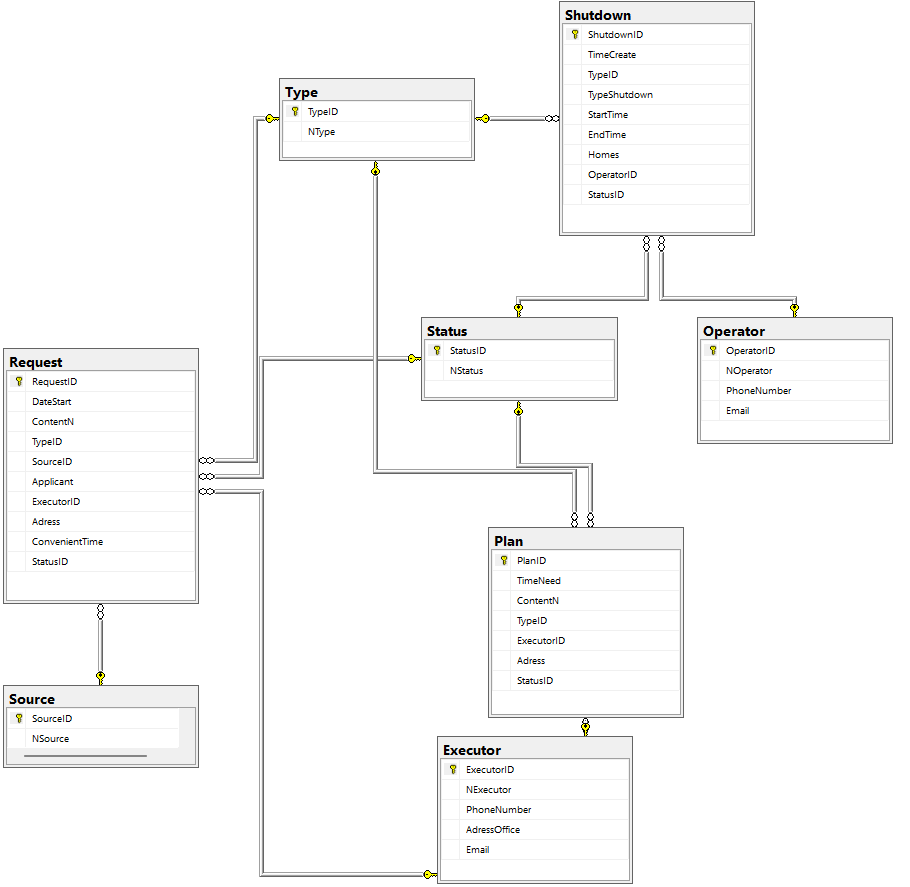 Shutdown
ShutdownID
TimeCreate
TypeID
TypeShutdown
StartTime
EndTime
Homes
OperatorID
StatusID
Type
TypeID
NType
Status
StatusID
NStatus
Operator
OperatorID
NOperator
PhoneNumber
Email
Request
RequestID
DateStart
ContentN
TypeID
SourceID
Applicant
ExecutorID
Adress
ConvenientTime
StatusID
Plan
PlanID
TimeNeed
ContentN
TypeID
ExecutorID
Adress
StatusID
Source
SourceID
NSource
Executor
ExecutorID
NExecutor
PhoneNumber
AdressOffice
Email